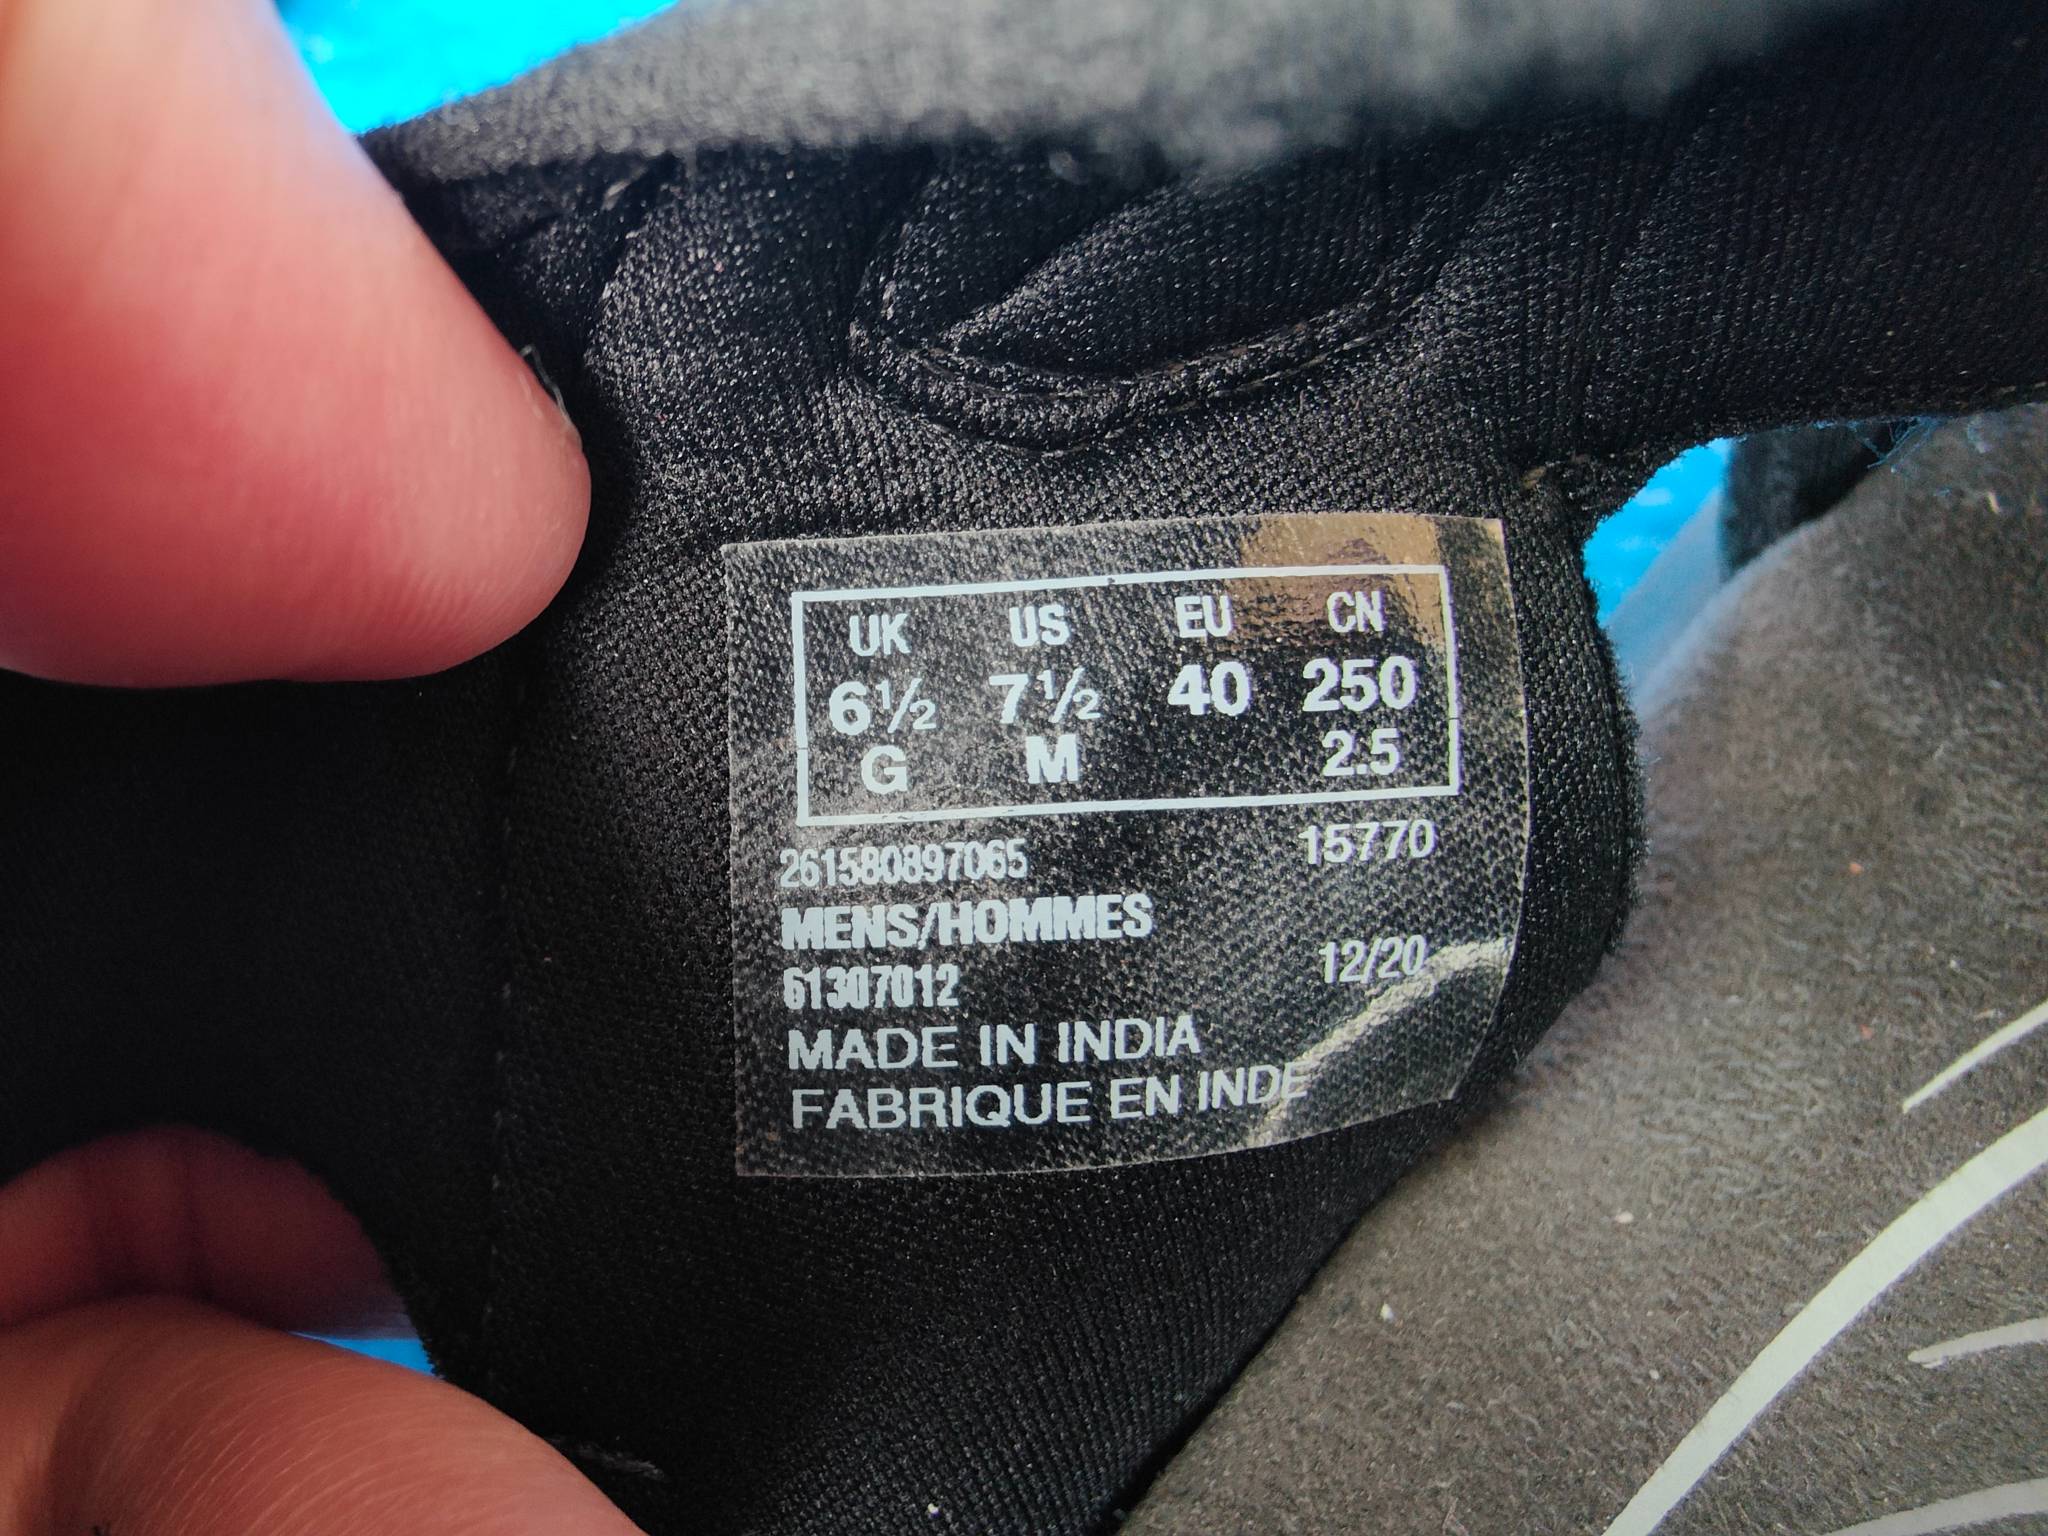 UK US EU CN
6½ 7½ 40 250
G M 2.5
261580897065 15770
MENS/HOMMES
61307012 12/20
MADE IN INDIA
FABRIQUE EN INDE